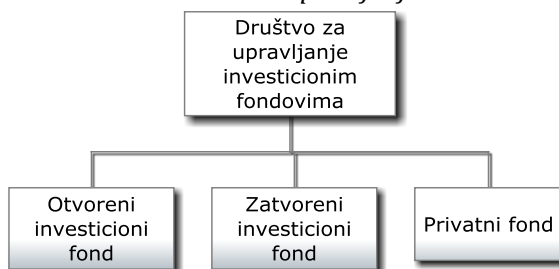 Društvo za
upravljanje
investicionim
fondovima
Otvoreni
investicioni
fond
Zatvoreni
investicioni
fond
Privatni fond